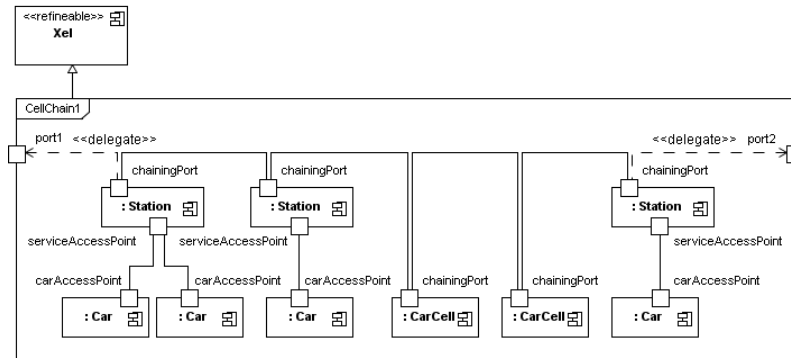 <<refineable>>
Xel
CellChain1
port1 <<delegate>> <<delegate>> port2
chainingPort chainingPort chainingPort
: Station : Station : Station
serviceAccessPoint serviceAccessPoint serviceAccessPoint
carAccessPoint carAccessPoint carAccessPoint chainingPort chainingPort carAccessPoint
: Car : Car : Car : CarCell : CarCell : Car